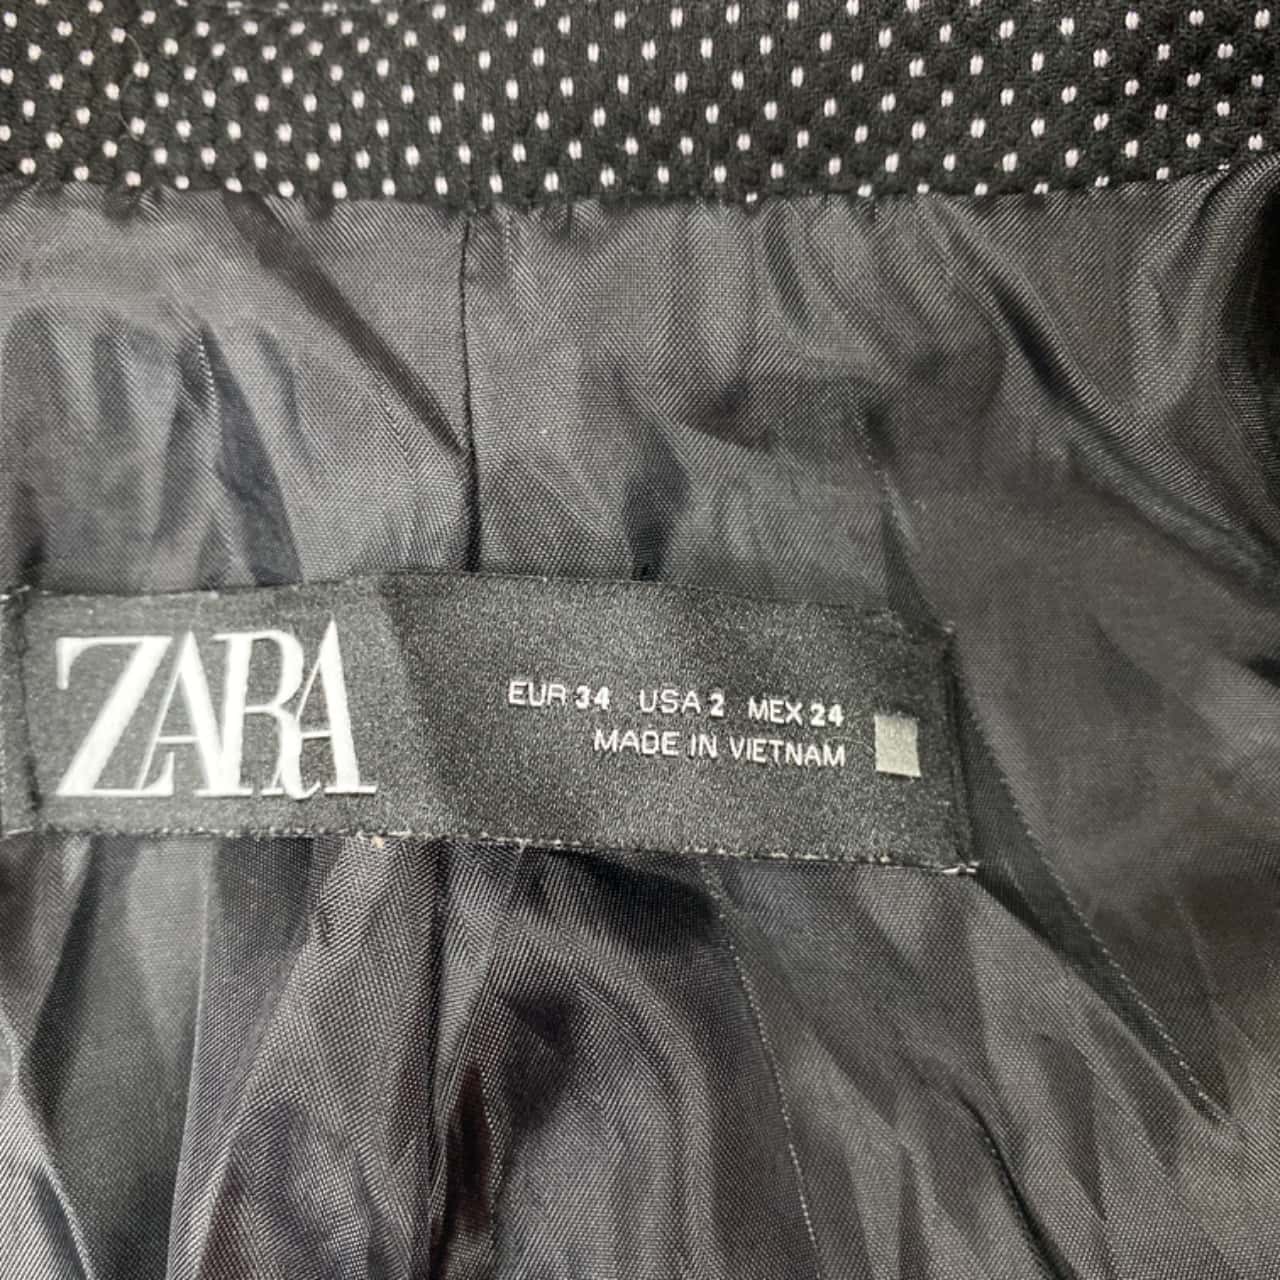 ZARA
EUR 34 USA 2 MEX 24
MADE IN VIETNAM